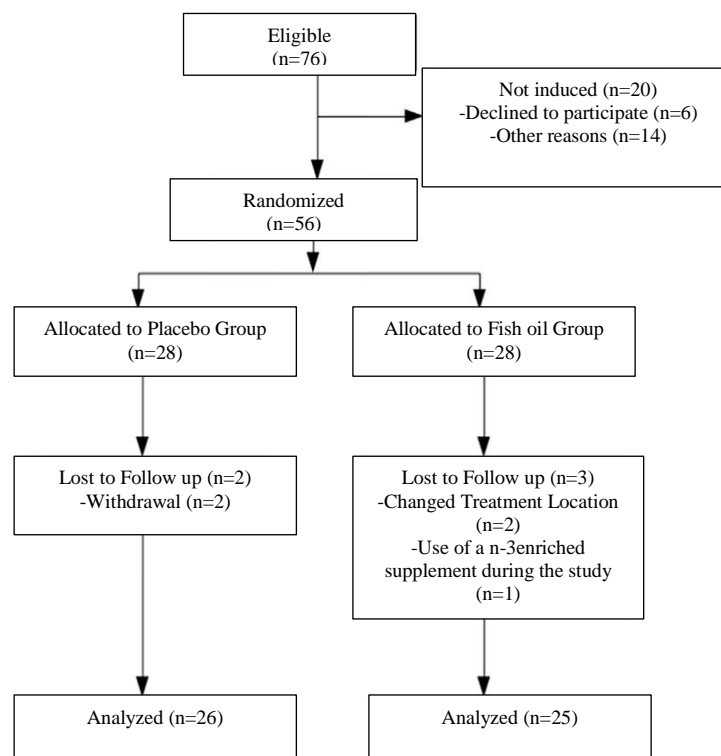 Eligible
(n=76)
Not induced (n=20)
-Declined to participate (n=6)
-Other reasons (n=14)
Randomized
(n=56)
Allocated to Placebo Group
(n=28)
Allocated to Fish oil Group
(n=28)
Lost to Follow up (n=2)
-Withdrawal (n=2)
Lost to Follow up (n=3)
-Changed Treatment Location
(n=2)
-Use of a n-3enriched
supplement during the study
(n=1)
Analyzed (n=26)
Analyzed (n=25)